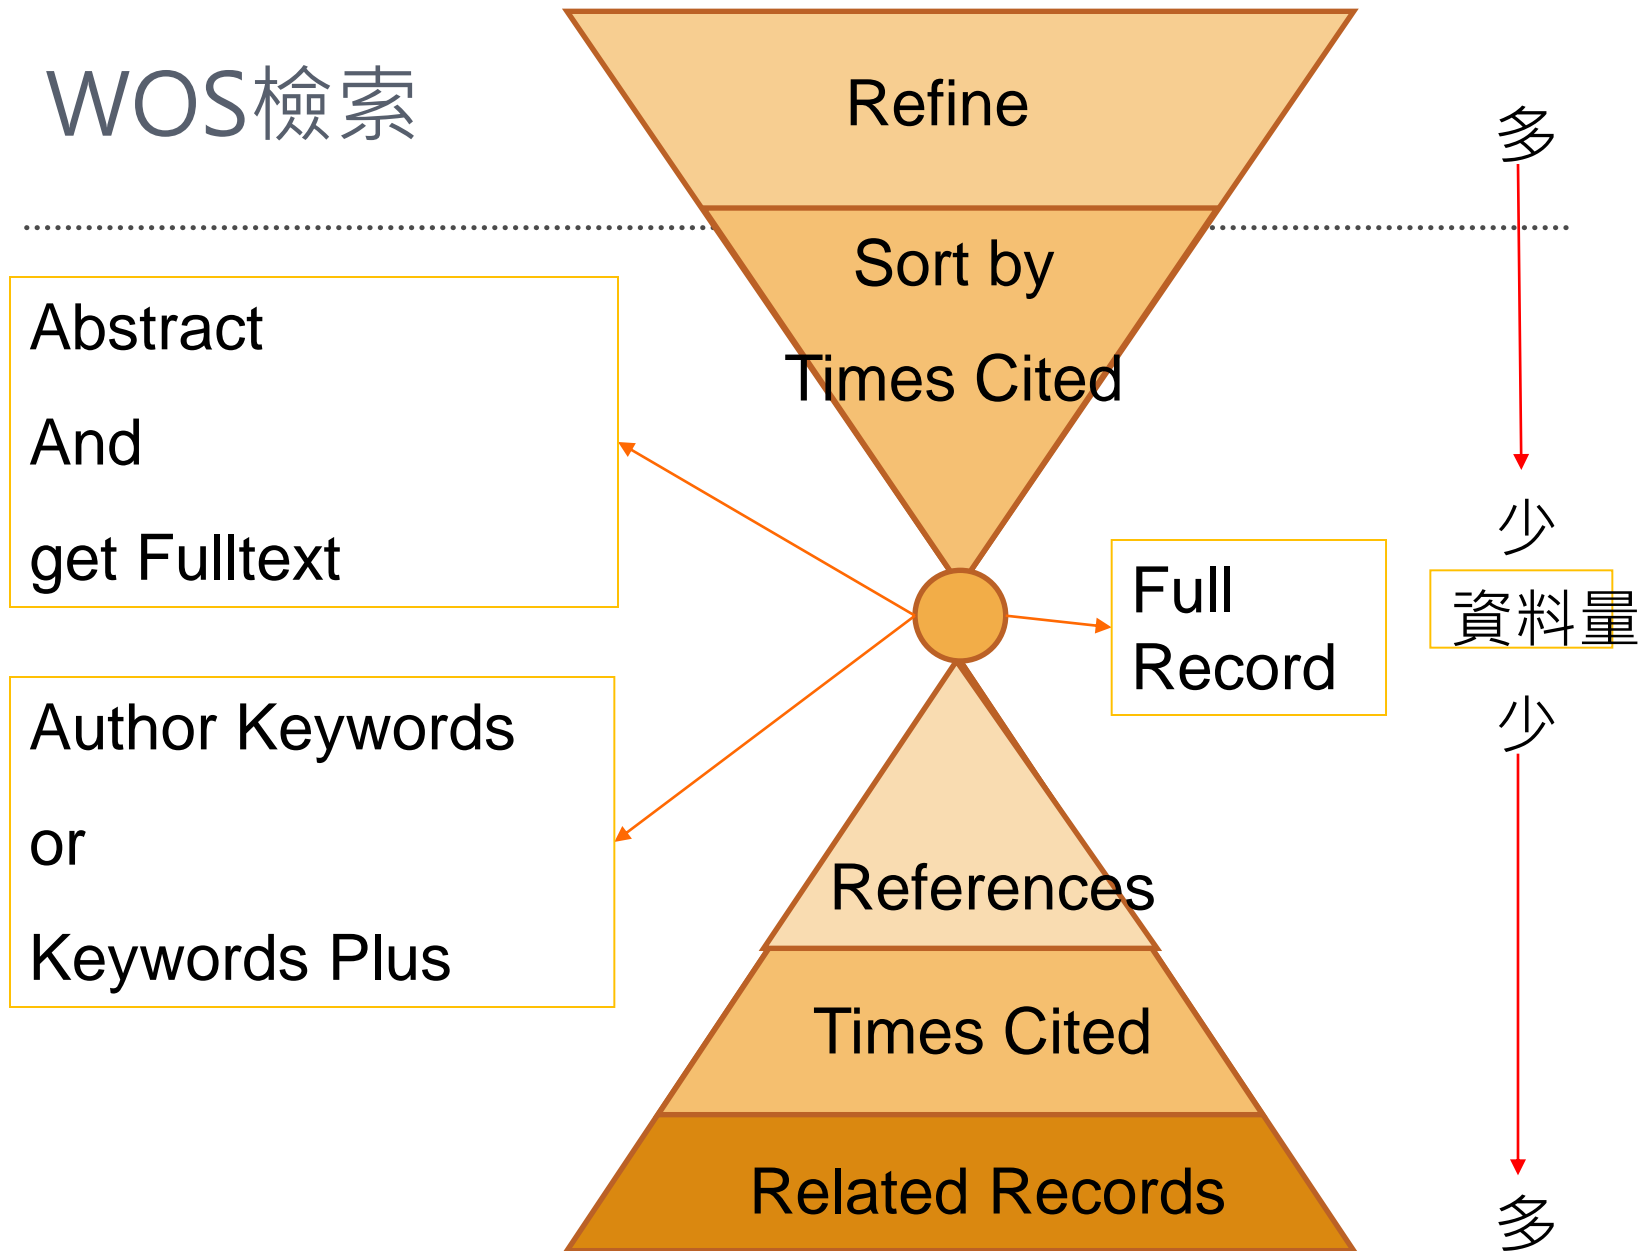 WOS檢索
Refine
Sort by
Times Cited
多
少
資料量
少
多
Abstract
And
get Fulltext
Full
Record
Author Keywords
or
Keywords Plus
References
Times Cited
Related Records